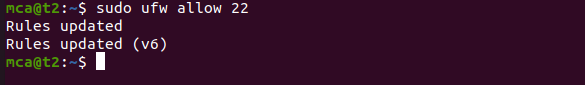 mca@t2:~$ sudo ufw allow 22
Rules updated
Rules updated (v6)
mca@t2:~$